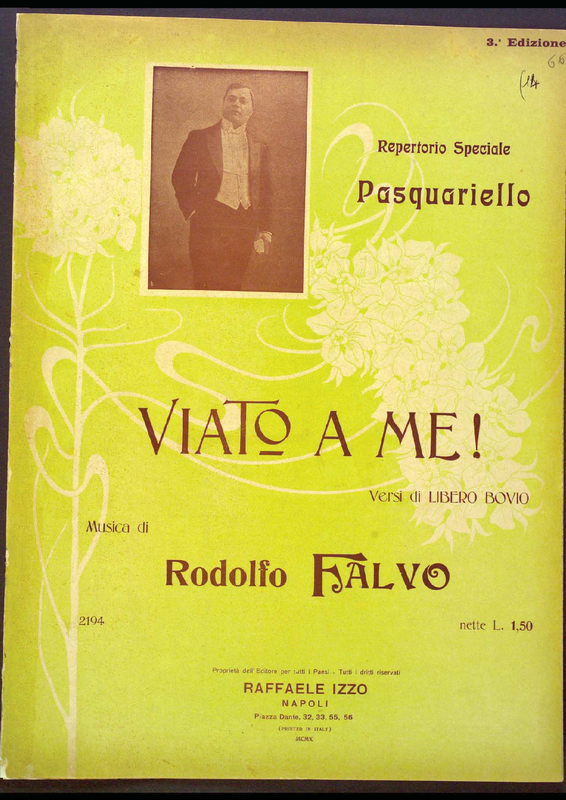 3.ª Edizione
66
Repertorio Speciale
Pasquariello
VIATO A ME!
Versi di LIBERO BOVIO
Musica di
Rodolfo FALVO
2194
nette L. 1,50
Proprietà dell'Editore per tutti i Paesi - Tutti i diritti riservati
RAFFAELE IZZO
NAPOLI
Piazza Dante, 32, 33, 55, 56
(PRINTED IN ITALY)
MCMX